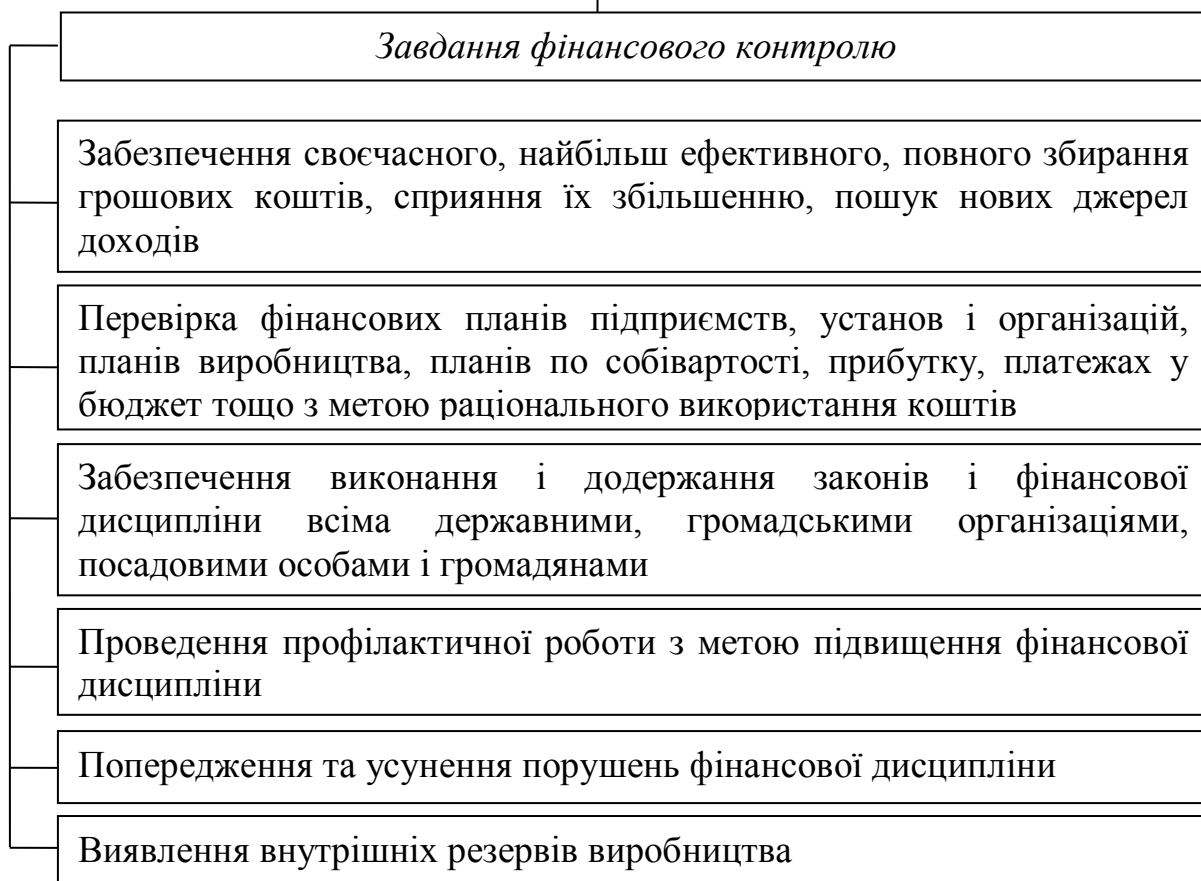 Завдання фінансового контролю
Забезпечення своєчасного, найбільш ефективного, повного збирання
грошових коштів, сприяння їх збільшенню, пошук нових джерел
доходів
Перевірка фінансових планів підприємств, установ і організацій,
планів виробництва, планів по собівартості, прибутку, платежах у
бюджет тощо з метою раціонального використання коштів
Забезпечення виконання і додержання законів і фінансової
дисципліни всіма державними, громадськими організаціями,
посадовими особами і громадянами
Проведення профілактичної роботи з метою підвищення фінансової
дисципліни
Попередження та усунення порушень фінансової дисципліни
Виявлення внутрішніх резервів виробництва